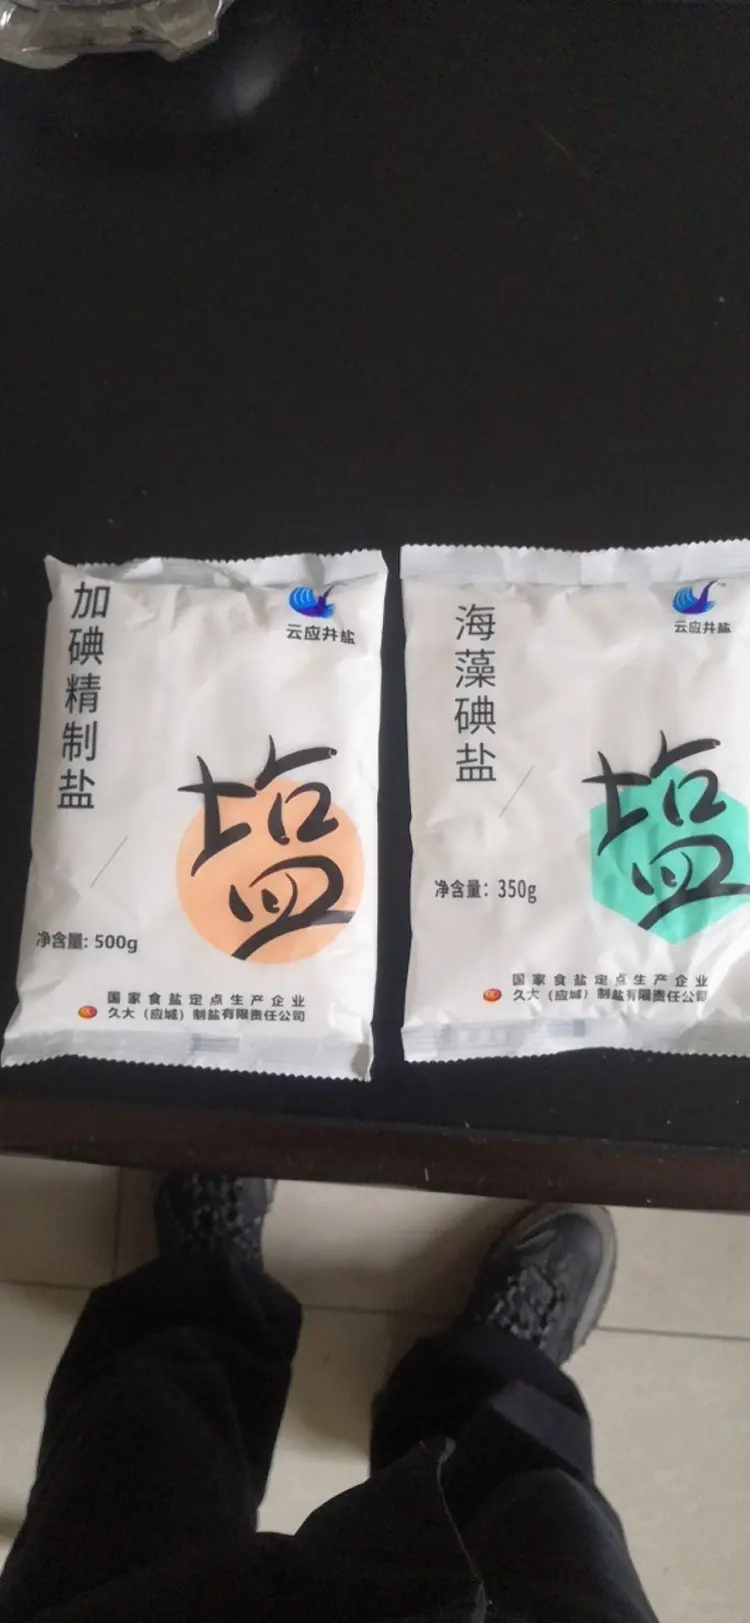 加碘精制盐
云应井盐
盐
净含量: 500g
国家食盐定点生产企业
久大（应城）制盐有限责任公司
海藻碘盐
云应井盐
盐
净含量: 350g
国家食盐定点生产企业
久大（应城）制盐有限责任公司